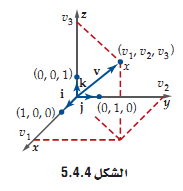 v₃ z
(v₁, v₂, v₃)
x
(0, 0, 1) v
k
i v₂
j
(1, 0, 0) (0, 1, 0) y
v₁
x
الشكل 5.4.4